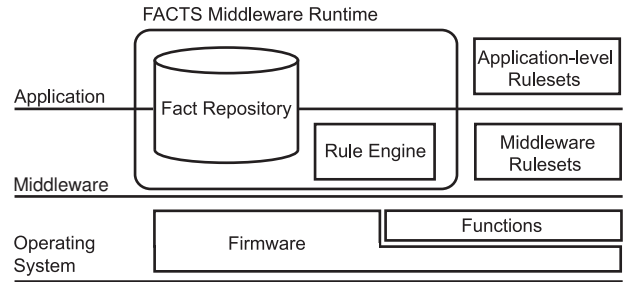 FACTS Middleware Runtime
Application-level
Rulesets
Application
Fact Repository
Rule Engine
Middleware
Rulesets
Middleware
Functions
Operating
System
Firmware